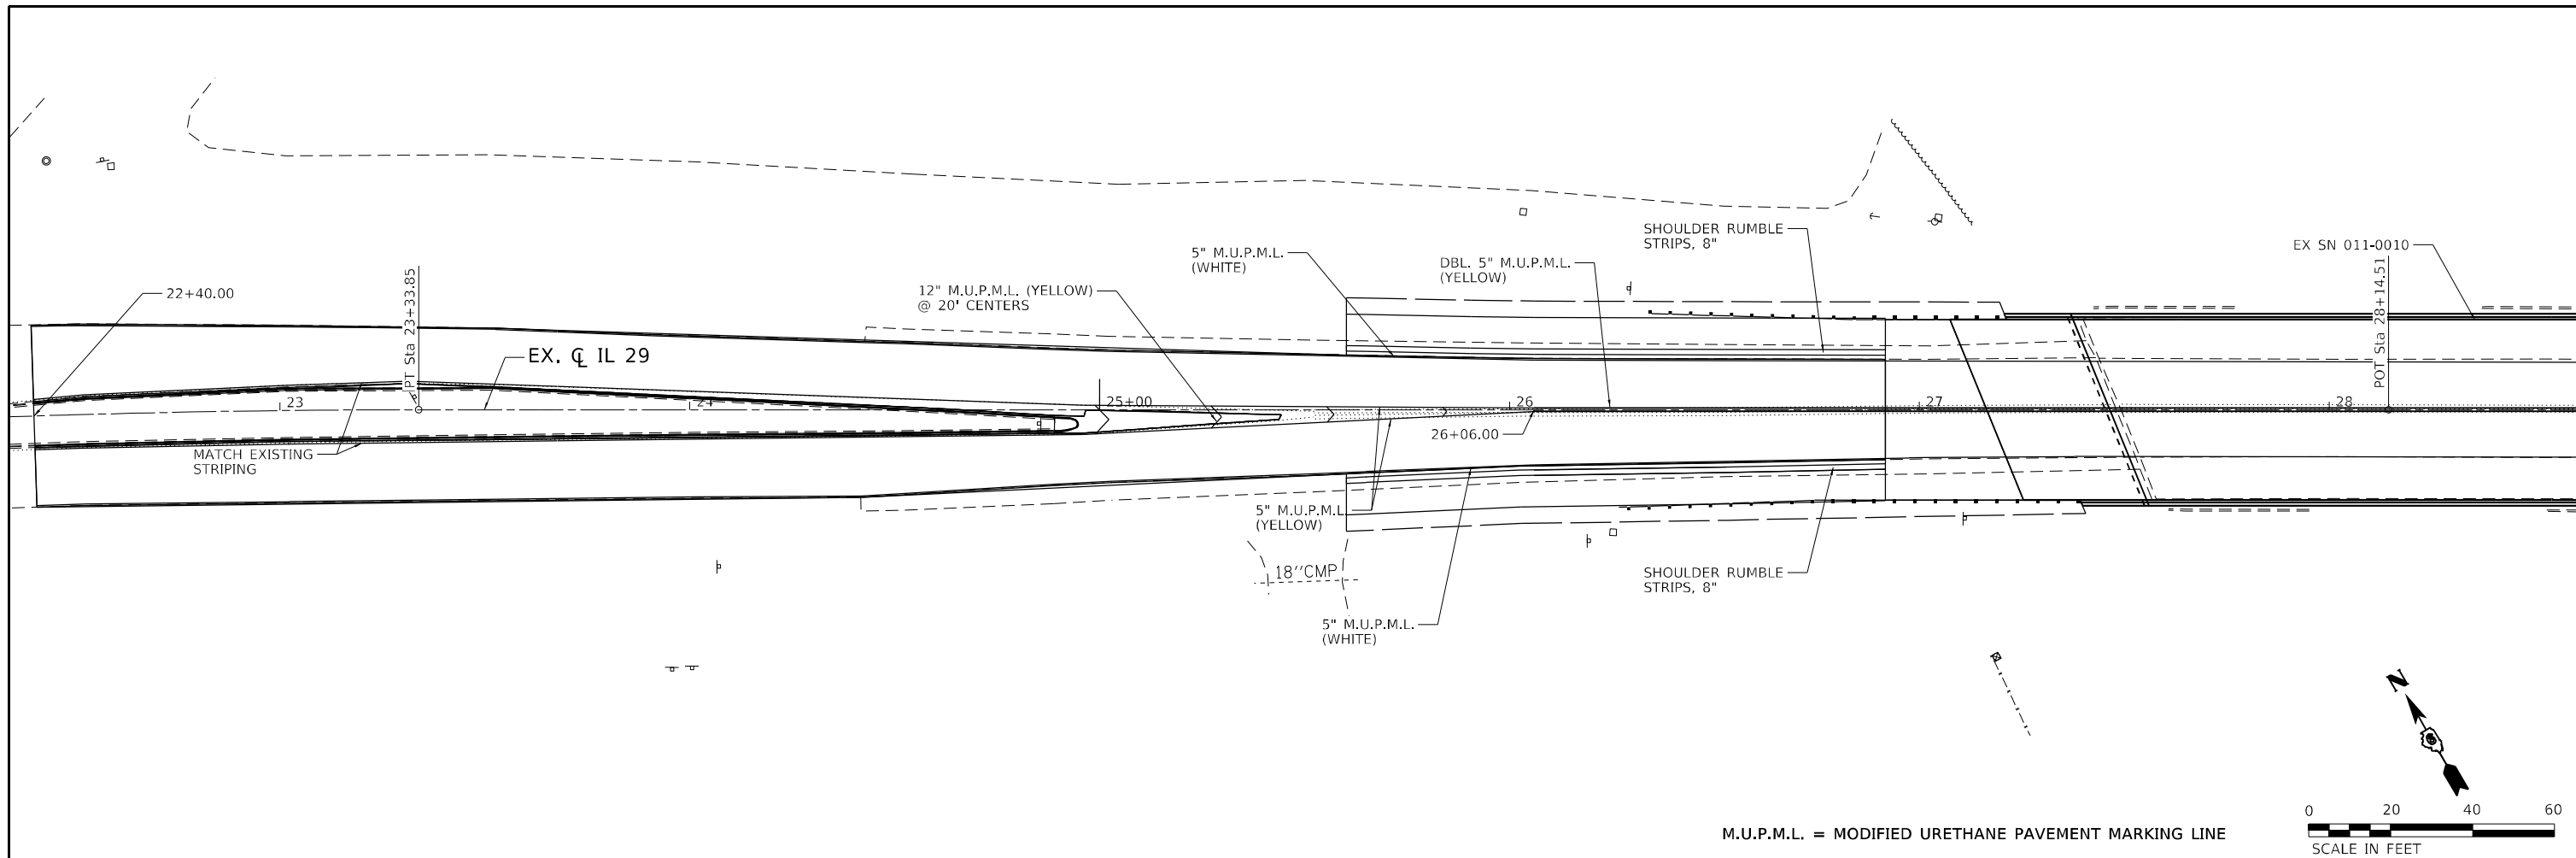 EX SN 011-0010
SHOULDER RUMBLE
STRIPS, 8"
5" M.U.P.M.L.
(WHITE)
DBL. 5" M.U.P.M.L.
(YELLOW)
12" M.U.P.M.L. (YELLOW)
@ 20' CENTERS
22+40.00
PT Sta 23+33.85
POT Sta 28+14.51
EX. ℄ IL 29
23
24
25+00
26
27
28
26+06.00
MATCH EXISTING
STRIPING
5" M.U.P.M.L
(YELLOW)
18''CMP
SHOULDER RUMBLE
STRIPS, 8"
5" M.U.P.M.L.
(WHITE)
N
0 20 40 60
SCALE IN FEET
M.U.P.M.L. = MODIFIED URETHANE PAVEMENT MARKING LINE